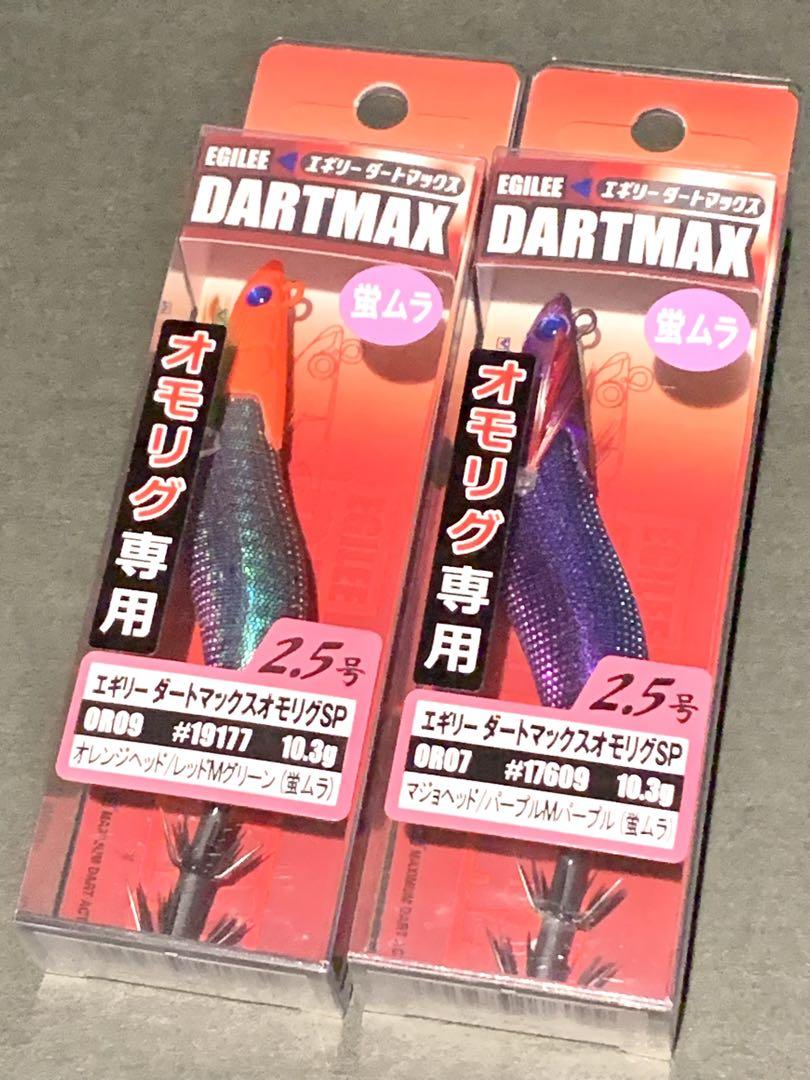 EGILEE エギリー ダートマックス
DARTMAX
蛍ムラ
オモリグ専用
2.5号
エギリー ダートマックスオモリグSP
OR09 #19177 10.3g
オレンジヘッド/レッドMグリーン(蛍ムラ)
EGILEE
EGILEE エギリー ダートマックス
DARTMAX
蛍ムラ
オモリグ専用
2.5号
エギリー ダートマックスオモリグSP
OR07 #17609 10.3g
マジョヘッド/パープルMパープル(蛍ムラ)
EGILEE
MAXIMUM DART